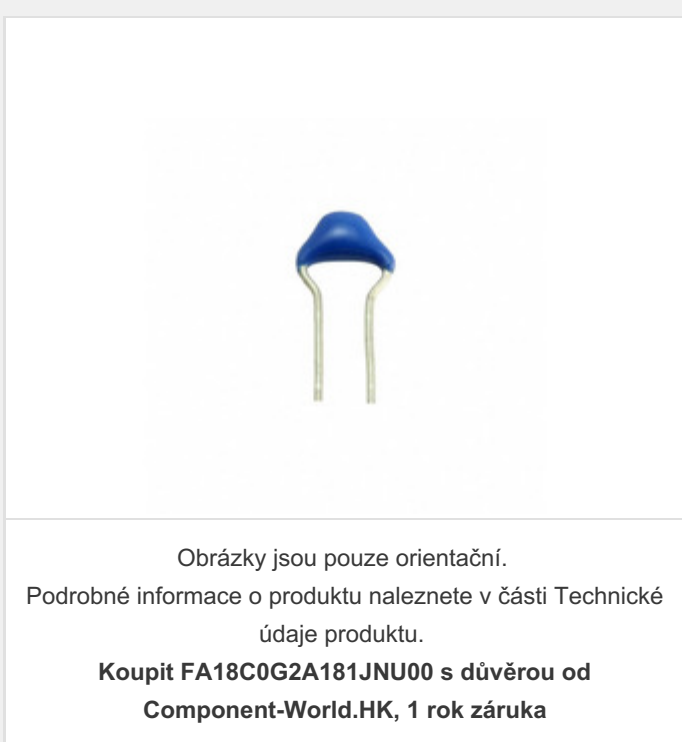 Obrázky jsou pouze orientační.
Podrobné informace o produktu naleznete v části Technické
údaje produktu.
Koupit FA18C0G2A181JNU00 s důvěrou od
Component-World.HK, 1 rok záruka